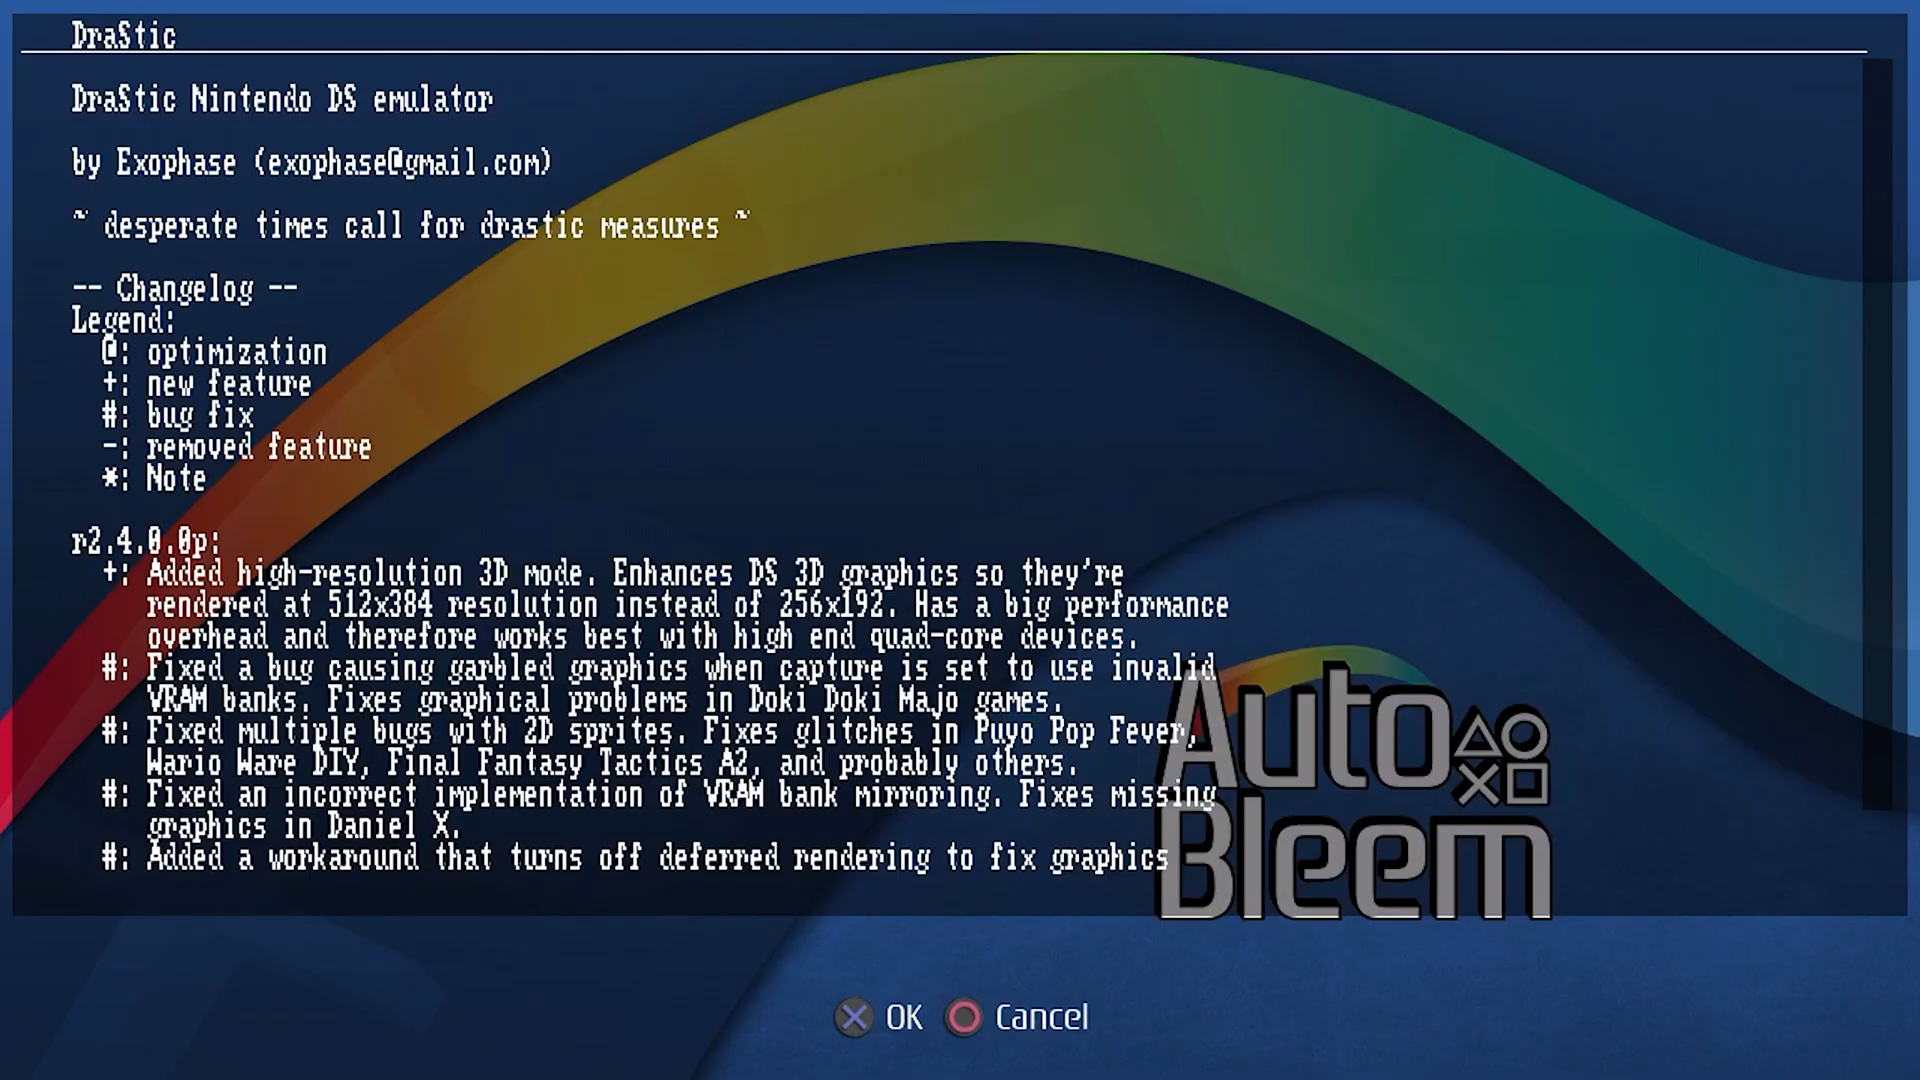 DraStic
DraStic Nintendo DS emulator
by Exophase (exophase@gmail.com)
~ desperate times call for drastic measures ~
-- Changelog --
Legend:
@: optimization
+: new feature
#: bug fix
-: removed feature
*: Note
r2.4.0.0p:
+: Added high-resolution 3D mode. Enhances DS 3D graphics so they're
rendered at 512x384 resolution instead of 256x192. Has a big performance
overhead and therefore works best with high end quad-core devices.
#: Fixed a bug causing garbled graphics when capture is set to use invalid
VRAM banks. Fixes graphical problems in Doki Doki Majo games.
#: Fixed multiple bugs with 2D sprites. Fixes glitches in Puyo Pop Fever,
Wario Ware DIY, Final Fantasy Tactics A2, and probably others.
#: Fixed an incorrect implementation of VRAM bank mirroring. Fixes missing
graphics in Daniel X.
#: Added a workaround that turns off deferred rendering to fix graphics
Auto
Bleem
OK Cancel